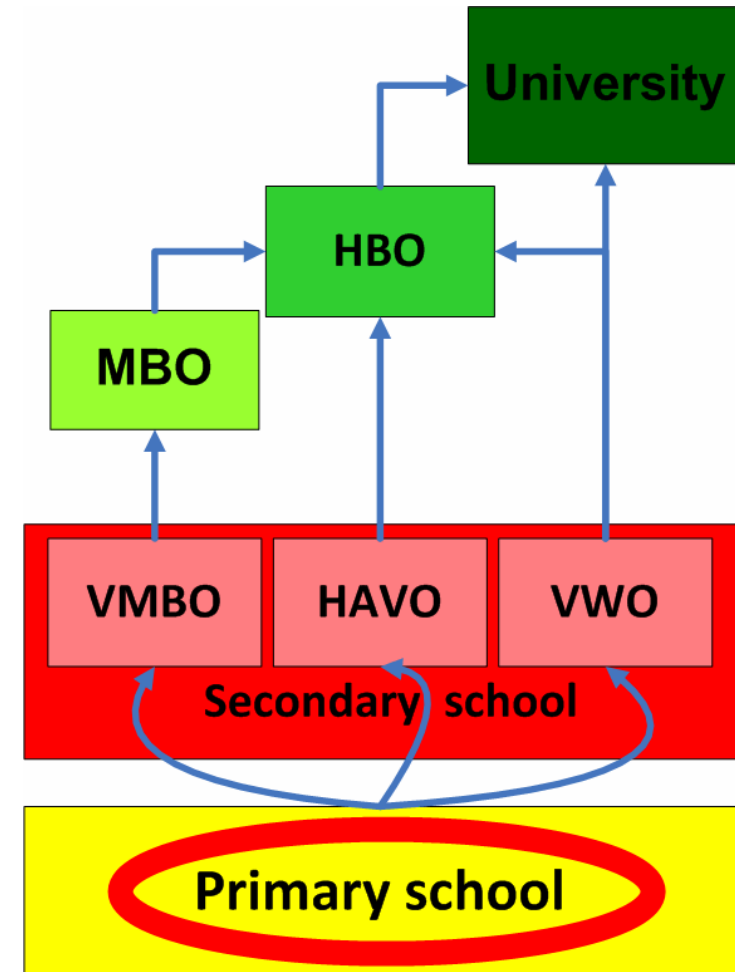 University
HBO
MBO
VMBO HAVO VWO
Secondary school
Primary school